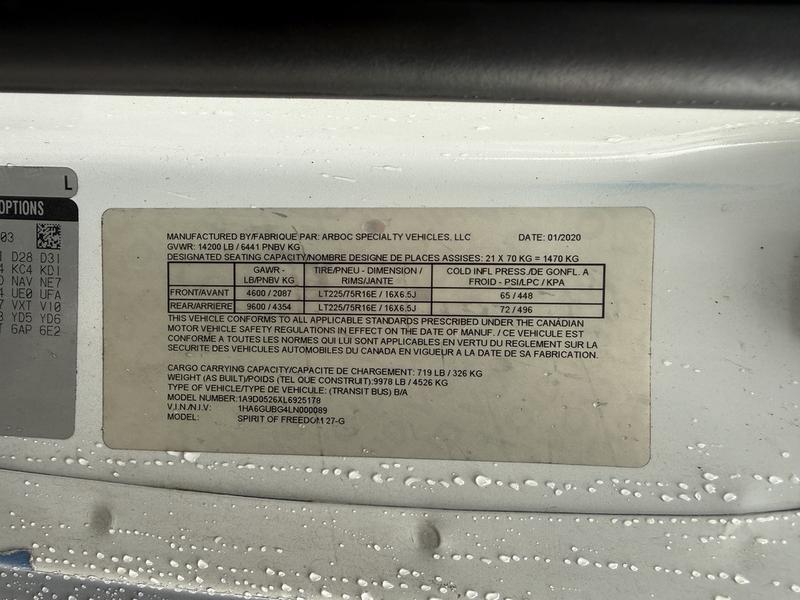 L
OPTIONS
03
D28 D3I
KC4 KDI
NAV NE7
UE0 UFA
VXT V10
YD5 YD6
6AP 6E2
MANUFACTURED BY/FABRIQUE PAR: ARBOC SPECIALTY VEHICLES, LLC DATE: 01/2020
GVWR: 14200 LB / 6441 PNBV KG
DESIGNATED SEATING CAPACITY/NOMBRE DESIGNE DE PLACES ASSISES: 21 X 70 KG = 1470 KG
GAWR - LB/PNBV KG TIRE/PNEU - DIMENSION / RIMS/JANTE COLD INFL PRESS /DE GONFL. A FROID - PSI/LPC / KPA
FRONT/AVANT 4600 / 2087 LT225/75R16E / 16X6.5J 65 / 448
REAR/ARRIERE 9600 / 4354 LT225/75R16E / 16X6.5J 72 / 496
THIS VEHICLE CONFORMS TO ALL APPLICABLE STANDARDS PRESCRIBED UNDER THE CANADIAN
MOTOR VEHICLE SAFETY REGULATIONS IN EFFECT ON THE DATE OF MANUF. / CE VEHICULE EST
CONFORME A TOUTES LES NORMES QUI LUI SONT APPLICABLES EN VERTU DU REGLEMENT SUR LA
SECURITE DES VEHICULES AUTOMOBILES DU CANADA EN VIGUEUR A LA DATE DE SA FABRICATION.
CARGO CARRYING CAPACITY/CAPACITE DE CHARGEMENT: 719 LB / 326 KG
WEIGHT (AS BUILT/POIDS (TEL QUE CONSTRUIT):9978 LB / 4526 KG
TYPE OF VEHICLE/TYPE DE VEHICULE: (TRANSIT BUS) B/A
MODEL NUMBER:1A9D0526XL6925178
V.I.N./N.I.V. 1HA6GUBG4LN000089
MODEL: SPIRIT OF FREEDOM 27-G